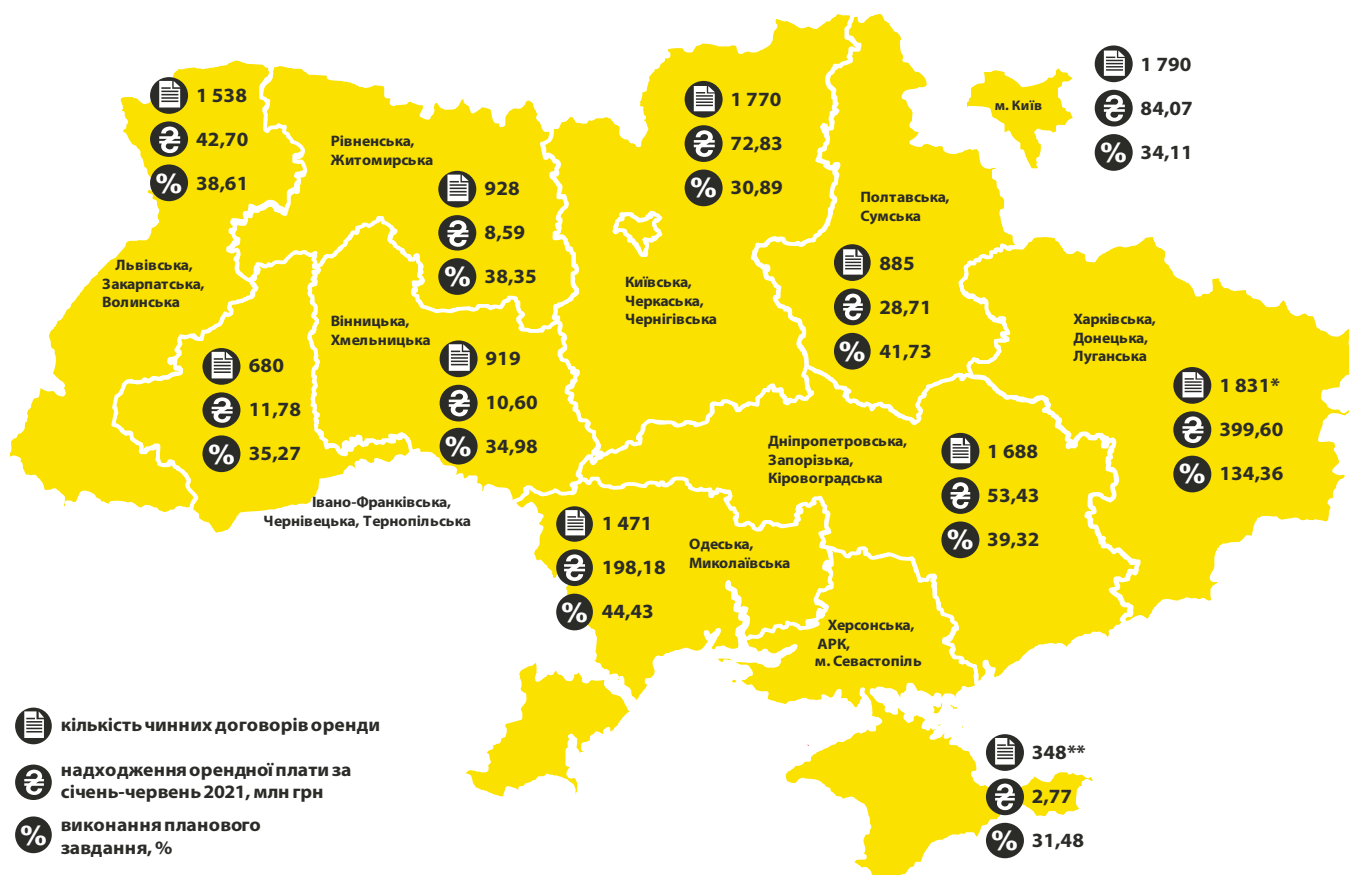 1 538
42,70
%
38,61
Львівська,
Закарпатська,
Волинська
Рівненська,
Житомирська
928
8,59
%
38,35
1 770
72,83
%
30,89
Київська,
Черкаська,
Чернігівська
м. Київ
1 790
84,07
%
34,11
Полтавська,
Сумська
885
28,71
%
41,73
Харківська,
Донецька,
Луганська
1 831*
399,60
%
134,36
Вінницька,
Хмельницька
919
10,60
%
34,98
680
11,78
%
35,27
Івано-Франківська,
Чернівецька, Тернопільська
Дніпропетровська,
Запорізька,
Кіровоградська
1 688
53,43
%
39,32
1 471
198,18
%
44,43
Одеська,
Миколаївська
Херсонська,
АРК,
м. Севастополь
348**
2,77
%
31,48
кількість чинних договорів оренди
₴ надходження орендної плати за
січень-червень 2021, млн грн
% виконання планового
завдання, %